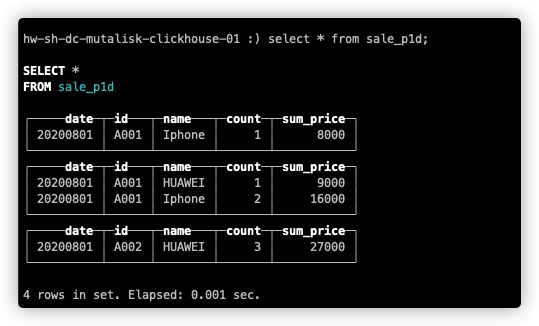 hw-sh-dc-mutalisk-clickhouse-01 :) select * from sale_p1d;
SELECT *
FROM sale_p1d
date id name count sum_price
20200801 A001 Iphone 1 8000
date id name count sum_price
20200801 A001 HUAWEI 1 9000
20200801 A001 Iphone 2 16000
date id name count sum_price
20200801 A002 HUAWEI 3 27000
4 rows in set. Elapsed: 0.001 sec.